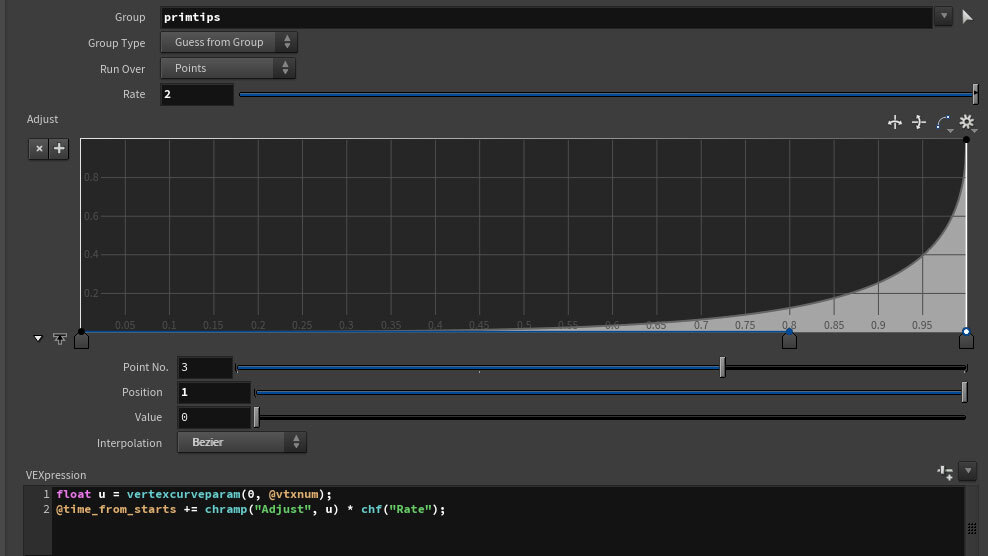 Group primtips
Group Type Guess from Group
Run Over Points
Rate 2
Adjust
0.8
0.6
0.4
0.2
0.05 0.1 0.15 0.2 0.25 0.3 0.35 0.4 0.45 0.5 0.55 0.6 0.65 0.7 0.75 0.8 0.85 0.9 0.95
Point No. 3
Position 1
Value 0
Interpolation Bezier
VEXpression
1 float u = vertexcurveparam(0, @vtxnum);
2 @time_from_starts += chramp("Adjust", u) * chf("Rate");